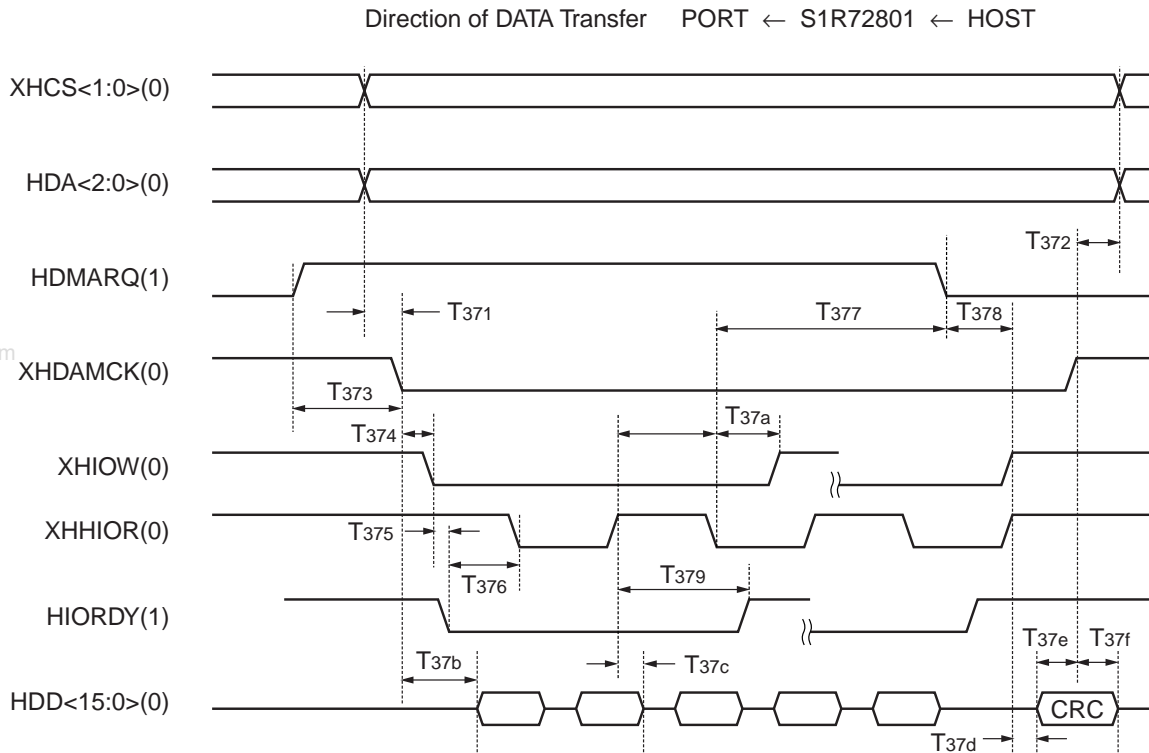 Direction of DATA Transfer PORT ← S1R72801 ← HOST
XHCS<1:0>(0)
HDA<2:0>(0)
T372
HDMARQ(1)
T371
T377
T378
m
XHDAMCK(0)
T373
T37a
T374
XHIOW(0)
XHHIOR(0)
T375
T376
T379
HIORDY(1)
T37e
T37f
T37b
T37c
HDD<15:0>(0)
CRC
T37d